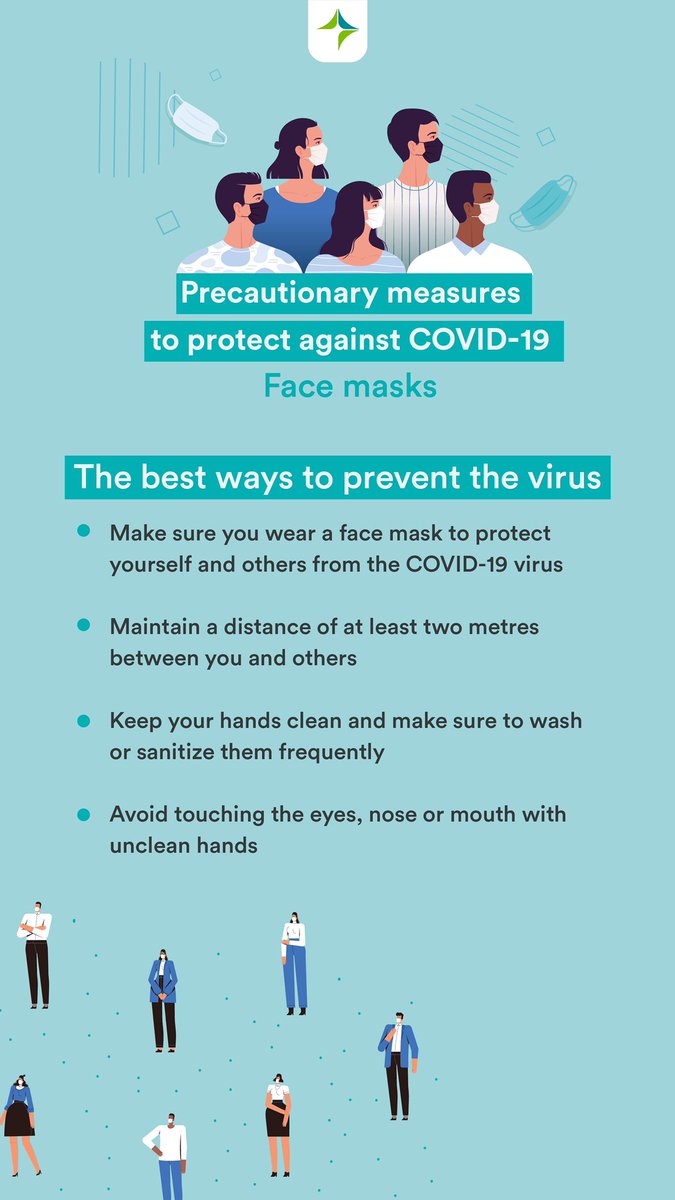 Precautionary measures
to protect against COVID-19
Face masks
The best ways to prevent the virus
Make sure you wear a face mask to protect
yourself and others from the COVID-19 virus
Maintain a distance of at least two metres
between you and others
Keep your hands clean and make sure to wash
or sanitize them frequently
Avoid touching the eyes, nose or mouth with
unclean hands